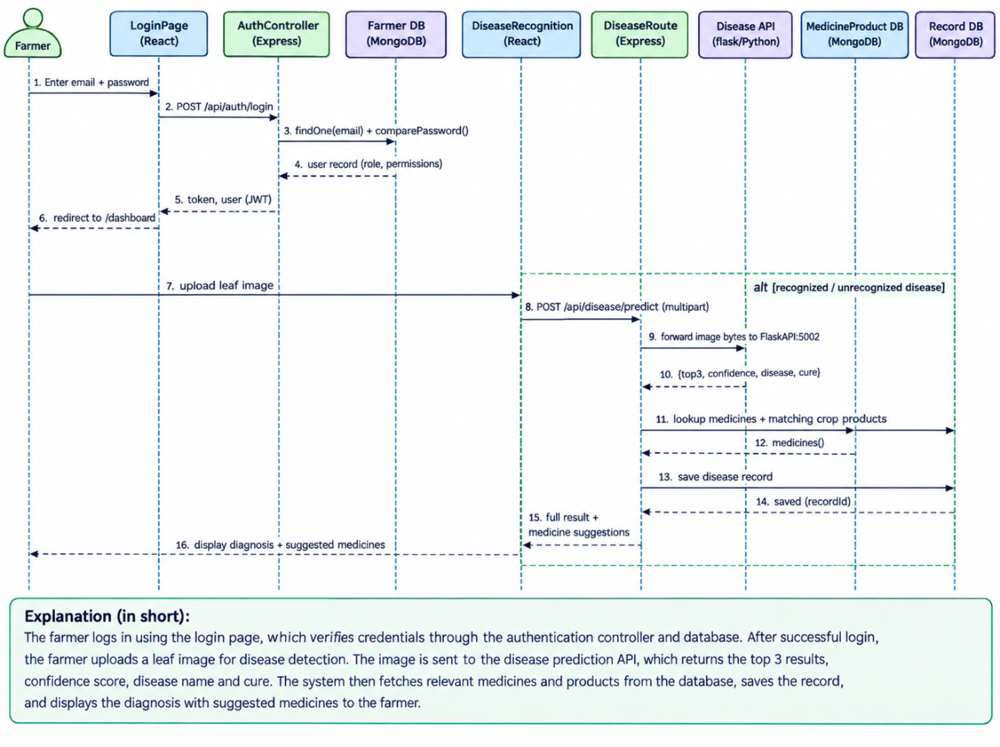 Farmer
LoginPage
(React)
AuthController
(Express)
Farmer DB
(MongoDB)
DiseaseRecognition
(React)
DiseaseRoute
(Express)
Disease API
(flask/Python)
MedicineProduct DB
(MongoDB)
Record DB
(MongoDB)
1. Enter email + password
2. POST /api/auth/login
3. findOne(email) + comparePassword()
4. user record (role, permissions)
5. token, user (JWT)
6. redirect to /dashboard
7. upload leaf image
alt [recognized / unrecognized disease]
8. POST /api/disease/predict (multipart)
9. forward image bytes to FlaskAPI:5002
10. {top3, confidence, disease, cure}
11. lookup medicines + matching crop products
12. medicines()
13. save disease record
14. saved (recordId)
15. full result +
medicine suggestions
16. display diagnosis + suggested medicines
Explanation (in short):
The farmer logs in using the login page, which verifies credentials through the authentication controller and database. After successful login,
the farmer uploads a leaf image for disease detection. The image is sent to the disease prediction API, which returns the top 3 results,
confidence score, disease name and cure. The system then fetches relevant medicines and products from the database, saves the record,
and displays the diagnosis with suggested medicines to the farmer.